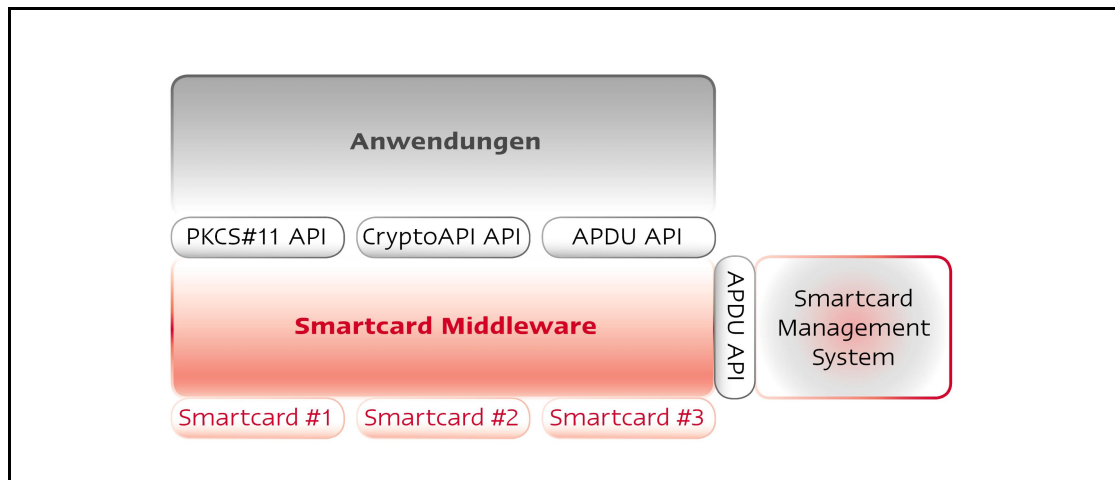 Anwendungen
PKCS#11 API
CryptoAPI API
APDU API
Smartcard Middleware
APDU API
Smartcard
Management
System
Smartcard #1
Smartcard #2
Smartcard #3